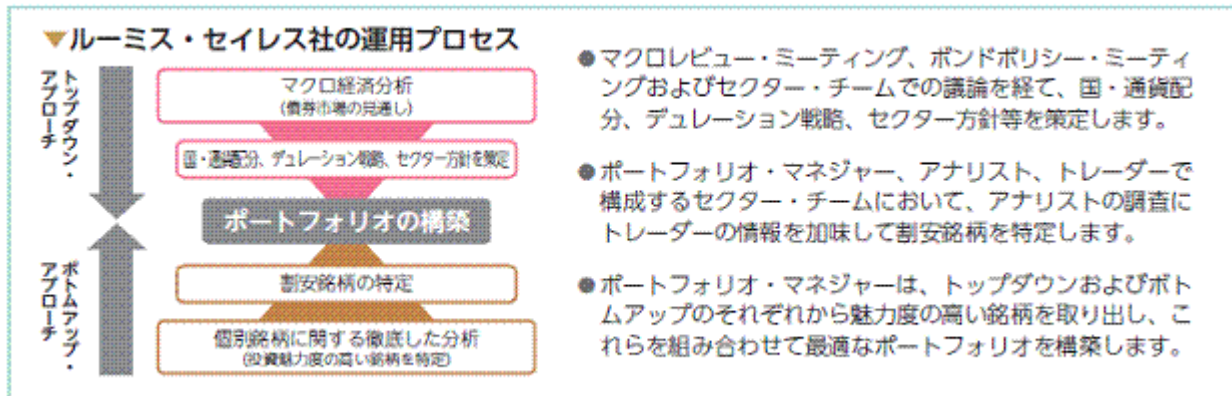 ▼ルーミス・セイレス社の運用プロセス
トップダウン・
アプローチ
マクロ経済分析
(債券市場の見通し)
国・通貨配分、デュレーション戦略、セクター方針を策定
ポートフォリオの構築
割安銘柄の特定
個別銘柄に関する徹底した分析
(投資魅力度の高い銘柄を特定)
ボトムアップ・
アプローチ
●マクロレビュー・ミーティング、ボンドポリシー・ミーティ
ングおよびセクター・チームでの議論を経て、国・通貨配
分、デュレーション戦略、セクター方針等を策定します。
●ポートフォリオ・マネジャー、アナリスト、トレーダーで
構成するセクター・チームにおいて、アナリストの調査に
トレーダーの情報を加味して割安銘柄を特定します。
●ポートフォリオ・マネジャーは、トップダウンおよびボト
ムアップのそれぞれから魅力度の高い銘柄を取り出し、こ
れらを組み合わせて最適なポートフォリオを構築します。